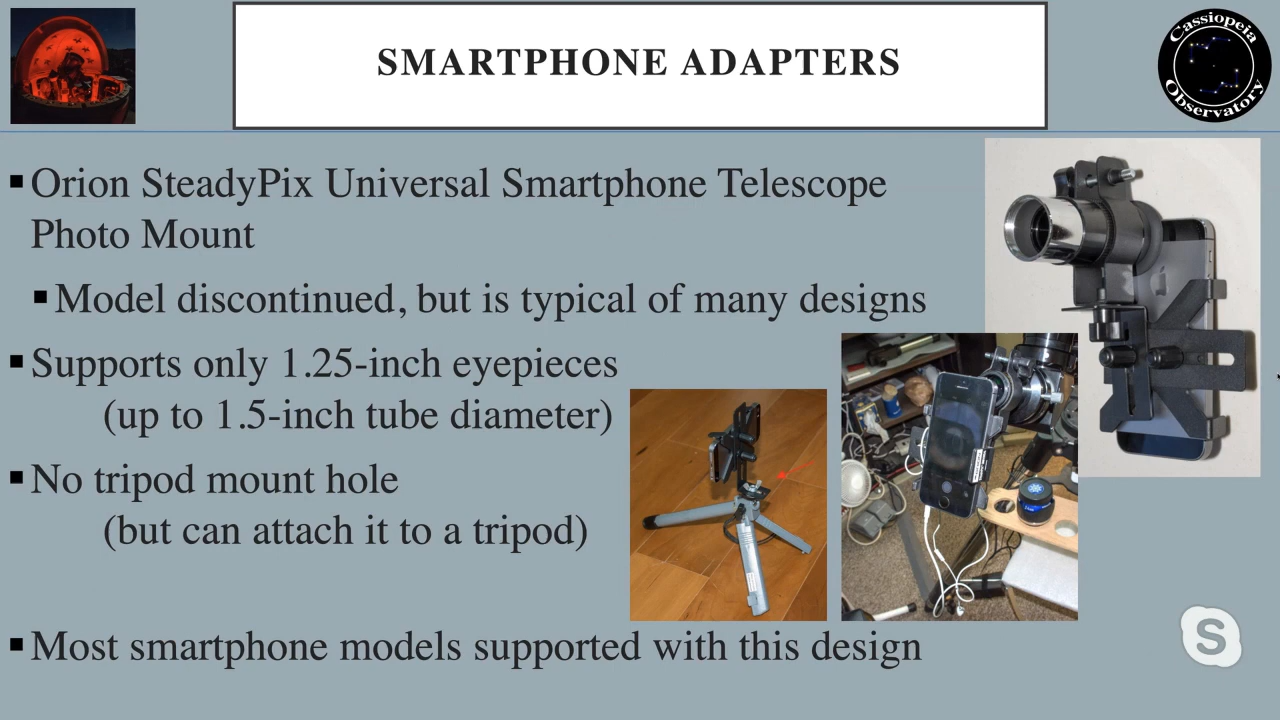 SMARTPHONE ADAPTERS
Cassiopeia
Observatory
▪Orion SteadyPix Universal Smartphone Telescope
Photo Mount
▪Model discontinued, but is typical of many designs
▪Supports only 1.25-inch eyepieces
(up to 1.5-inch tube diameter)
▪No tripod mount hole
(but can attach it to a tripod)
▪Most smartphone models supported with this design
S